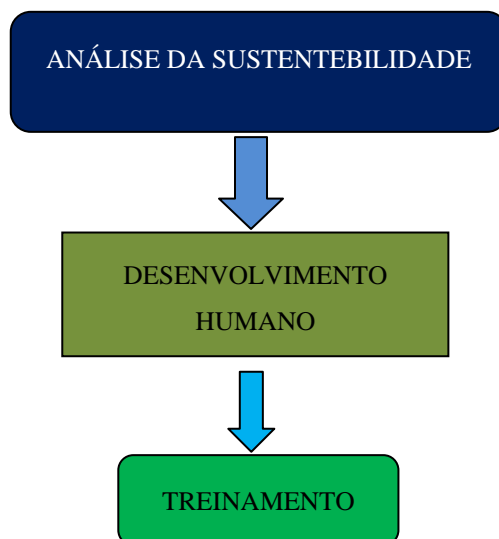 ANÁLISE DA SUSTENTEBILIDADE
DESENVOLVIMENTO
HUMANO
TREINAMENTO